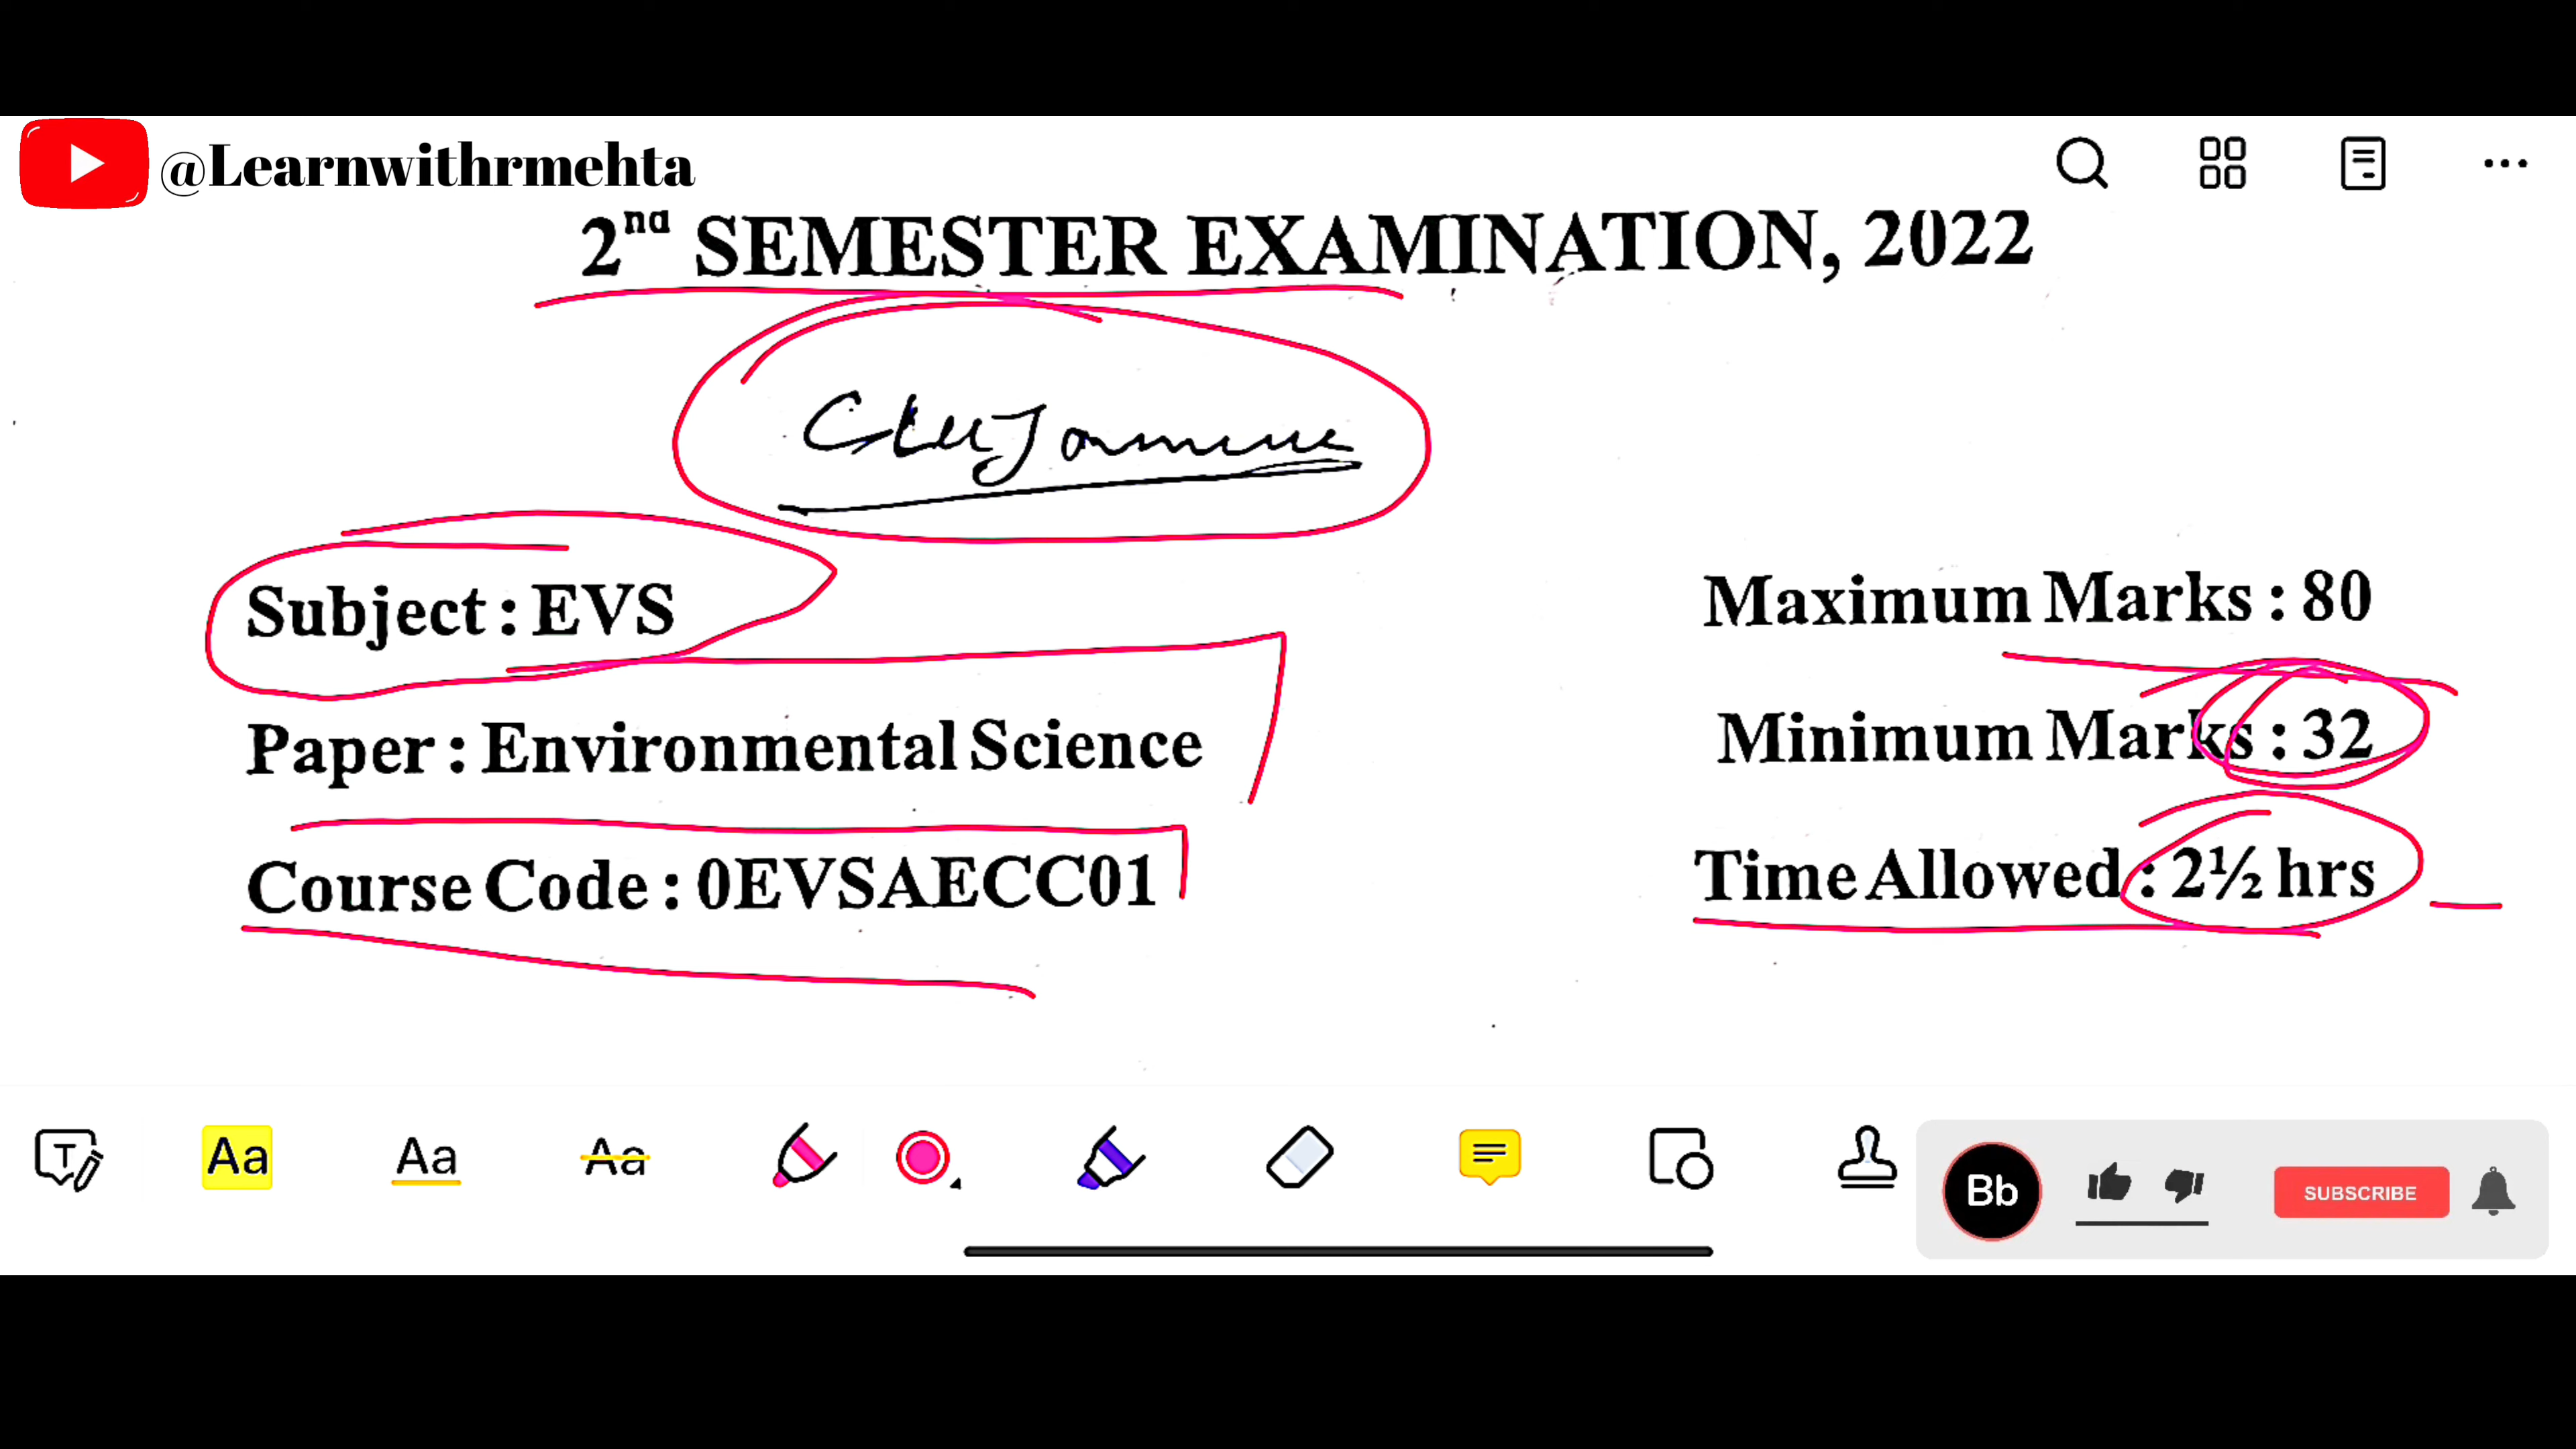 @Learnwithrmehta
2nd SEMESTER EXAMINATION, 2022
Subject : EVS
Maximum Marks : 80
Paper : Environmental Science
Minimum Marks : 32
Course Code : 0EVSAECC01
Time Allowed : 2½ hrs
T
Aa
Aa
Aa
Bb
SUBSCRIBE